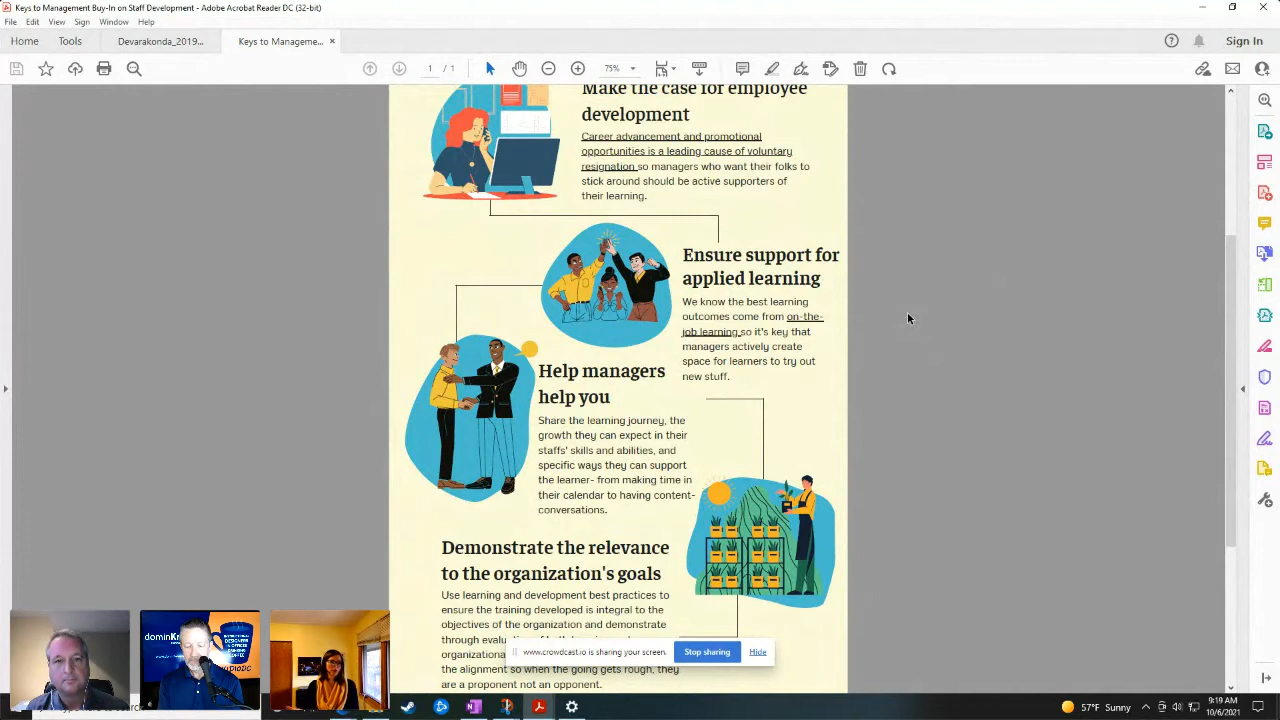 Keys to Management Buy-In on Staff Development - Adobe Acrobat Reader DC (32-bit)
File Edit View Sign Window Help
Home Tools Devarakonda_2019... Keys to Manageme... × Sign In
1 / 1 75%
Make the case for employee
development
Career advancement and promotional
opportunities is a leading cause of voluntary
resignation so managers who want their folks to
stick around should be active supporters of
their learning.
Ensure support for
applied learning
We know the best learning
outcomes come from on-the-
job learning so it's key that
managers actively create
space for learners to try out
new stuff.
Help managers
help you
Share the learning journey, the
growth they can expect in their
staffs' skills and abilities, and
specific ways they can support
the learner- from making time in
their calendar to having content-
conversations.
Demonstrate the relevance
to the organization's goals
Use learning and development best practices to
ensure the training developed is integral to the
objectives of the organization and demonstrate
through
organizationa
the alignment so when the going gets rough, they
are a proponent not an opponent.
www.crowdcast.io is sharing your screen. Stop sharing Hide
INSTRUCTIONAL
DESIGNERS
IN OFFICES
DRINKING
COFFEE
57°F Sunny
9:19 AM
10/6/2021